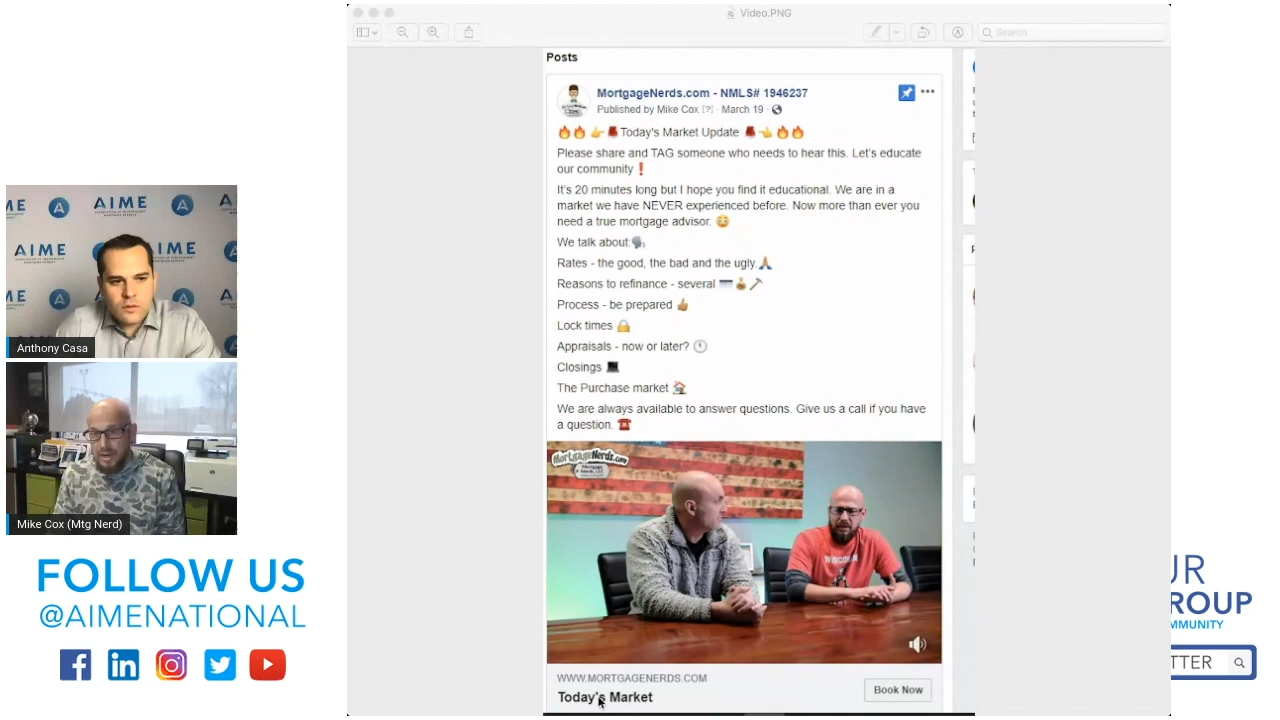 Video.PNG
Search
Posts
MortgageNerds.com - NMLS# 1946237
Published by Mike Cox [?] · March 19 ·
🔥🔥 👉 Today's Market Update 👈 🔥🔥
Please share and TAG someone who needs to hear this. Let's educate
our community❗
It's 20 minutes long but I hope you find it educational. We are in a
market we have NEVER experienced before. Now more than ever you
need a true mortgage advisor.
We talk about:
Rates - the good, the bad and the ugly.
Reasons to refinance - several
Process - be prepared
Lock times
Appraisals - now or later?
Closings
The Purchase market
We are always available to answer questions. Give us a call if you have
a question.
MortgageNerds.com
WISCONSIN
WWW.MORTGAGENERDS.COM
Today's Market
Book Now
AIME
AIME
IME
Anthony Casa
Mike Cox (Mtg Nerd)
FOLLOW US
@AIMENATIONAL
UR
ROUP
MMUNITY
TTER